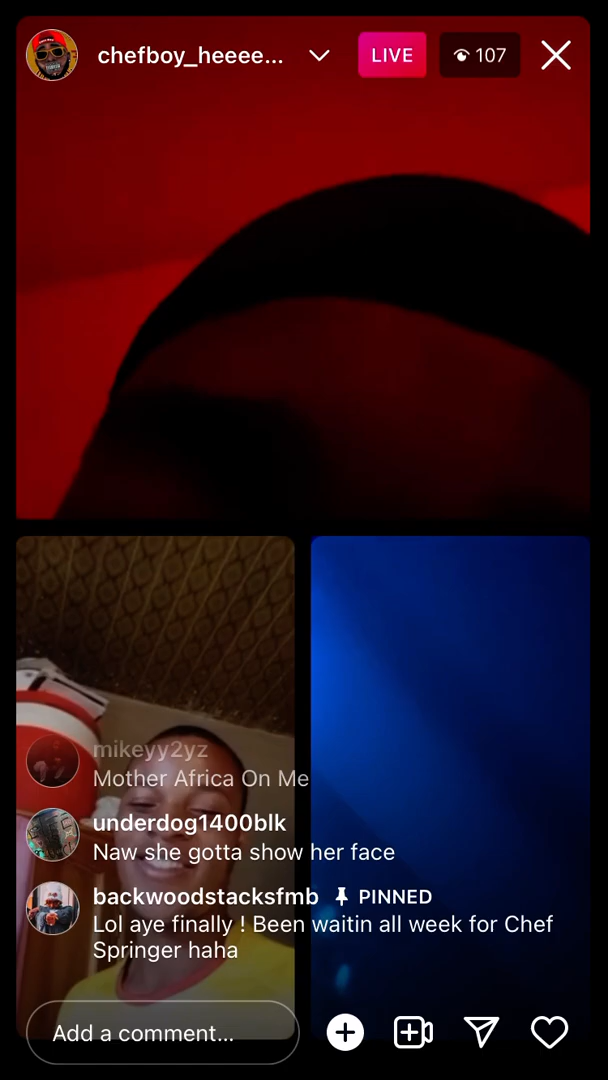 chefboy_heeee...
LIVE
107
mikeyy2yz
Mother Africa On Me
underdog1400blk
Naw she gotta show her face
backwoodstacksfmb PINNED
Lol aye finally ! Been waitin all week for Chef
Springer haha
Add a comment...